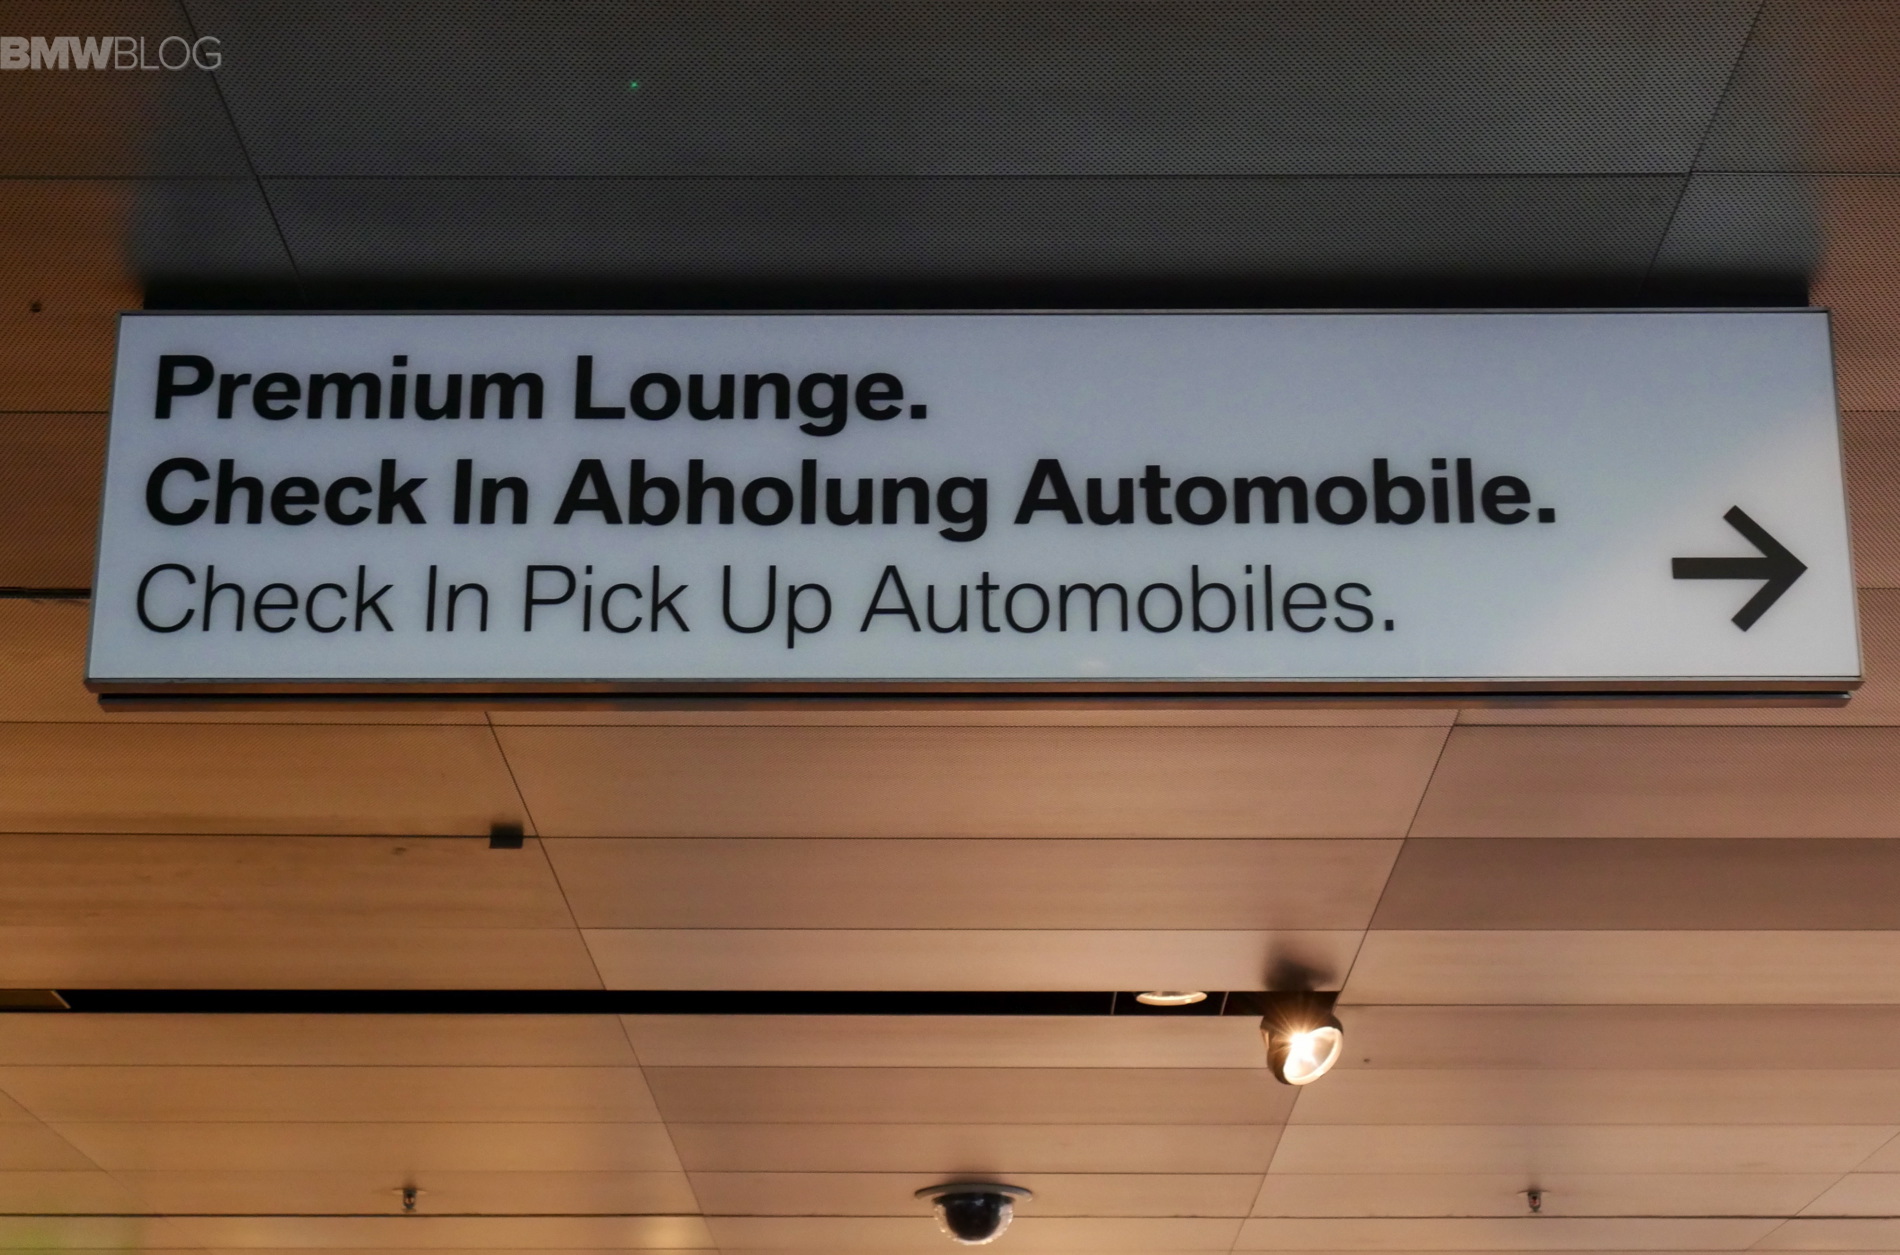 BMWBLOG
Premium Lounge.
Check In Abholung Automobile.
Check In Pick Up Automobiles.